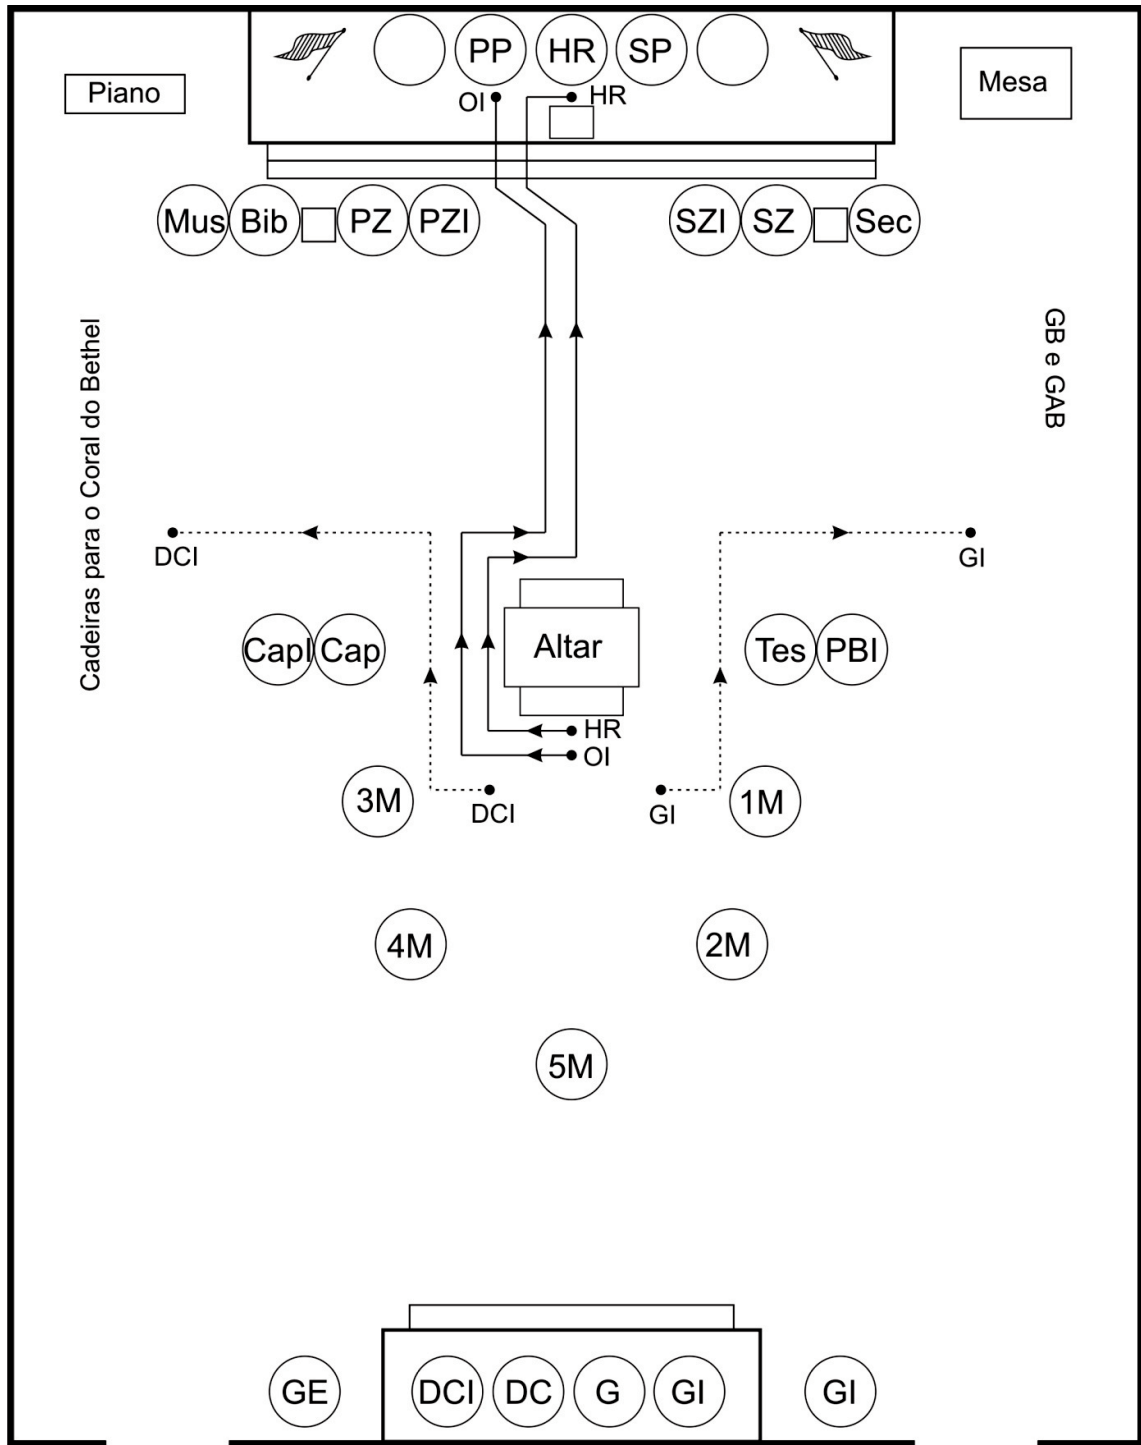 PP HR SP
Piano
Mesa
OI HR
Mus Bib PZ PZI SZI SZ Sec
Cadeiras para o Coral do Bethel
GB e GAB
DCI
GI
CapI Cap
Altar
Tes PBI
HR
OI
3M
DCI
GI
1M
4M
2M
5M
GE DCI DC G GI GI